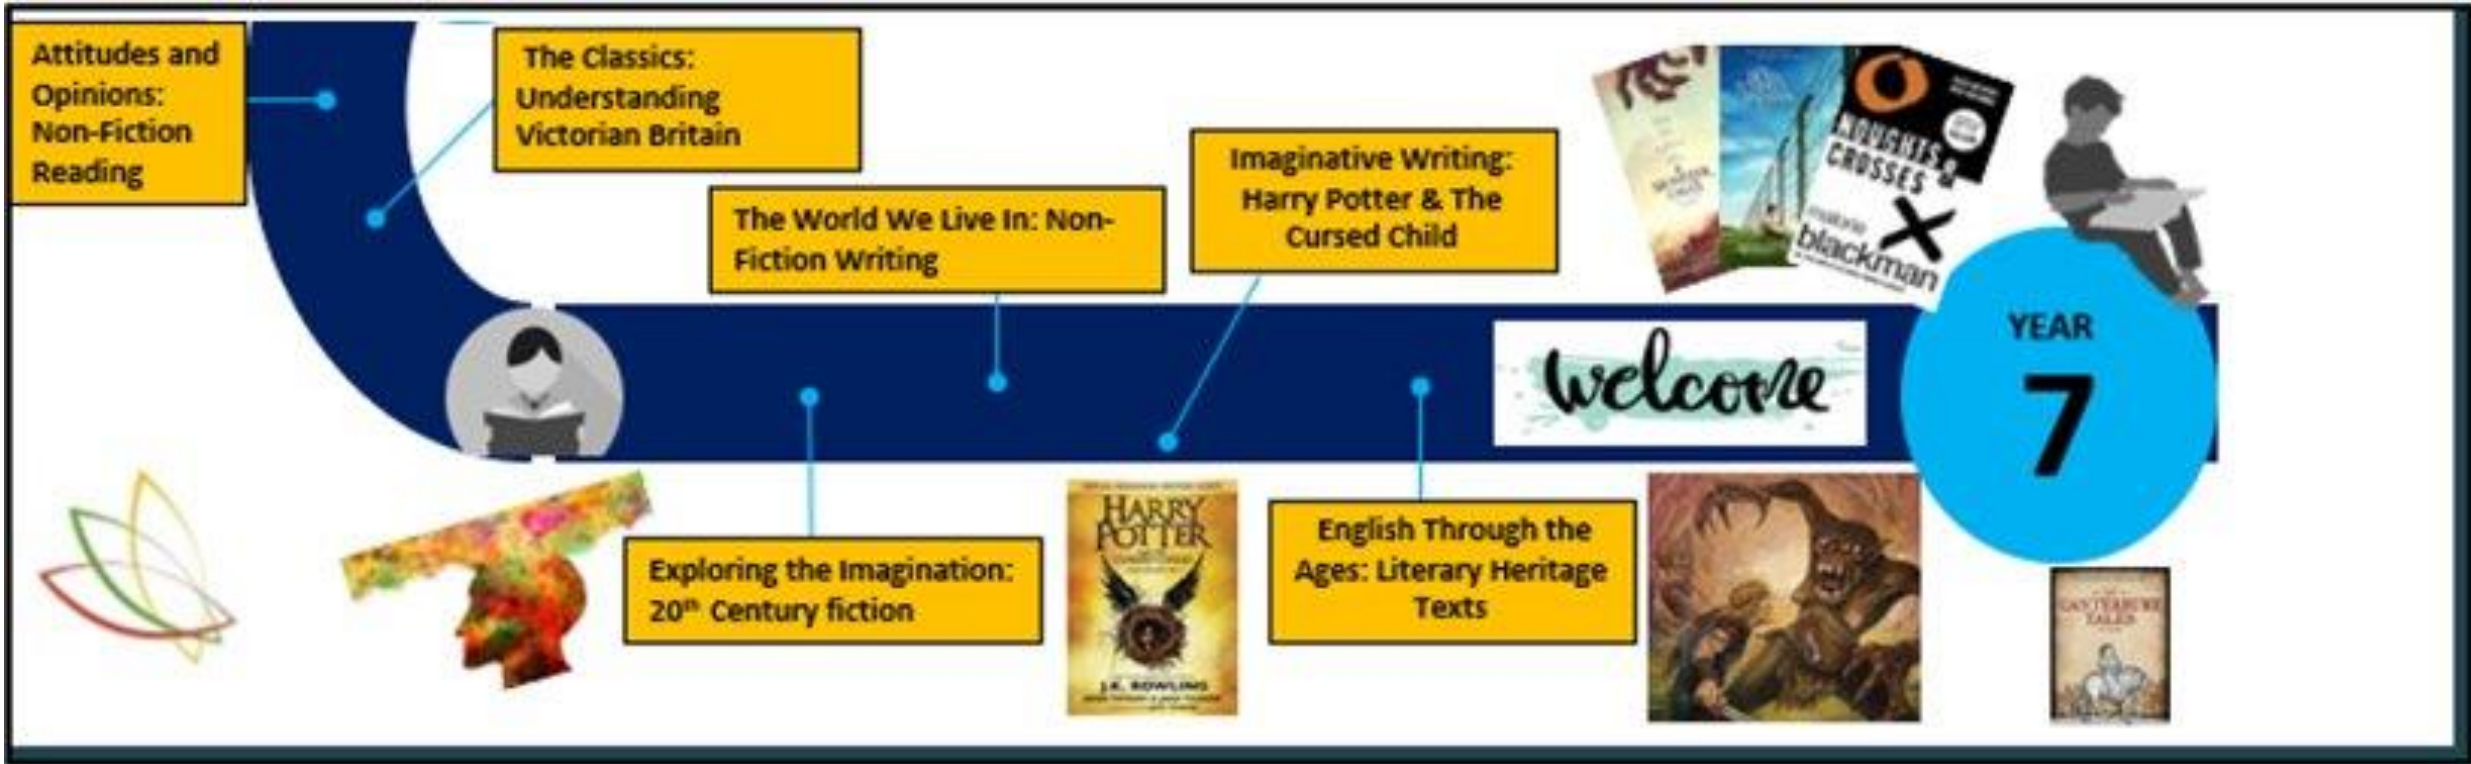 Attitudes and
Opinions:
Non-Fiction
Reading
The Classics:
Understanding
Victorian Britain
The World We Live In: Non-
Fiction Writing
Imaginative Writing:
Harry Potter & The
Cursed Child
NOUGHTS &
CROSSES
malorie
blackman
YEAR
7
welcome
Exploring the Imagination:
20th Century fiction
HARRY
POTTER
J.K. ROWLING
English Through the
Ages: Literary Heritage
Texts
CANTERBURY
TALES